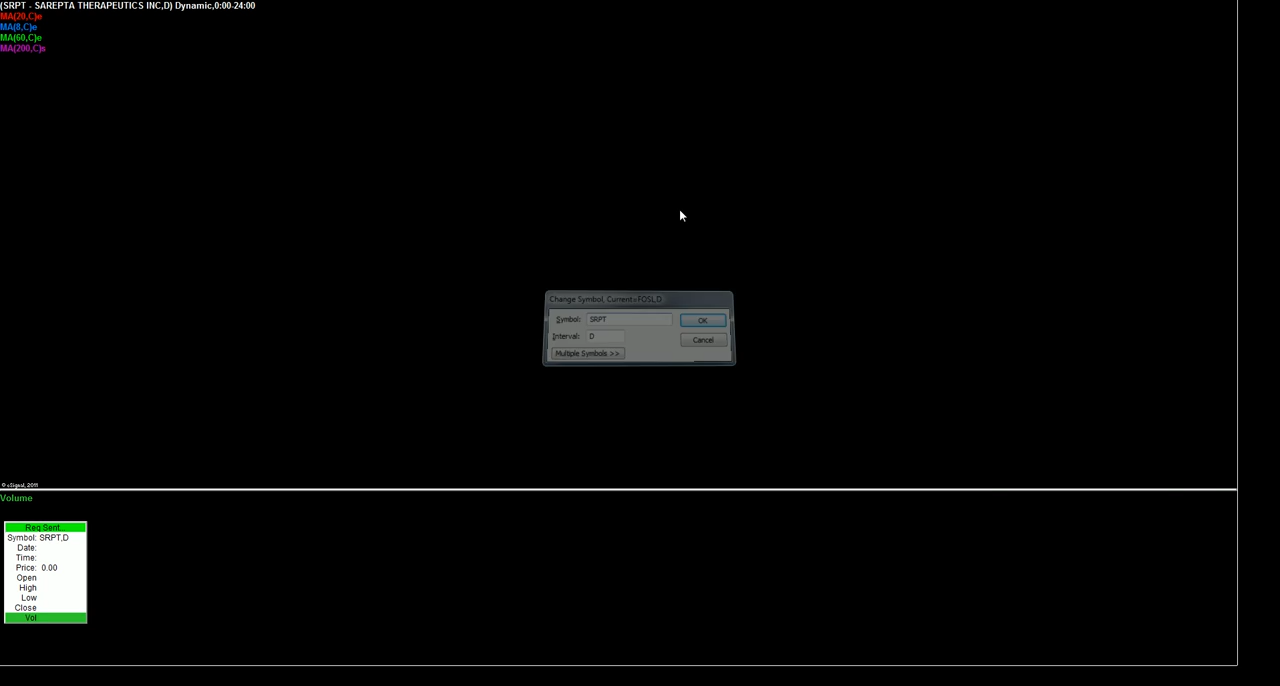 (SRPT - SAREPTA THERAPEUTICS INC,D) Dynamic,0:00-24:00
MA(20,C)e
MA(8,C)e
MA(60,C)e
MA(200,C)s
Change Symbol, Current=FOSL,D
Symbol: SRPT
OK
Interval: D
Cancel
Multiple Symbols >>
© eSignal, 2011
Volume
Req Sent...
Symbol: SRPT,D
Date:
Time:
Price: 0.00
Open
High
Low
Close
Vol